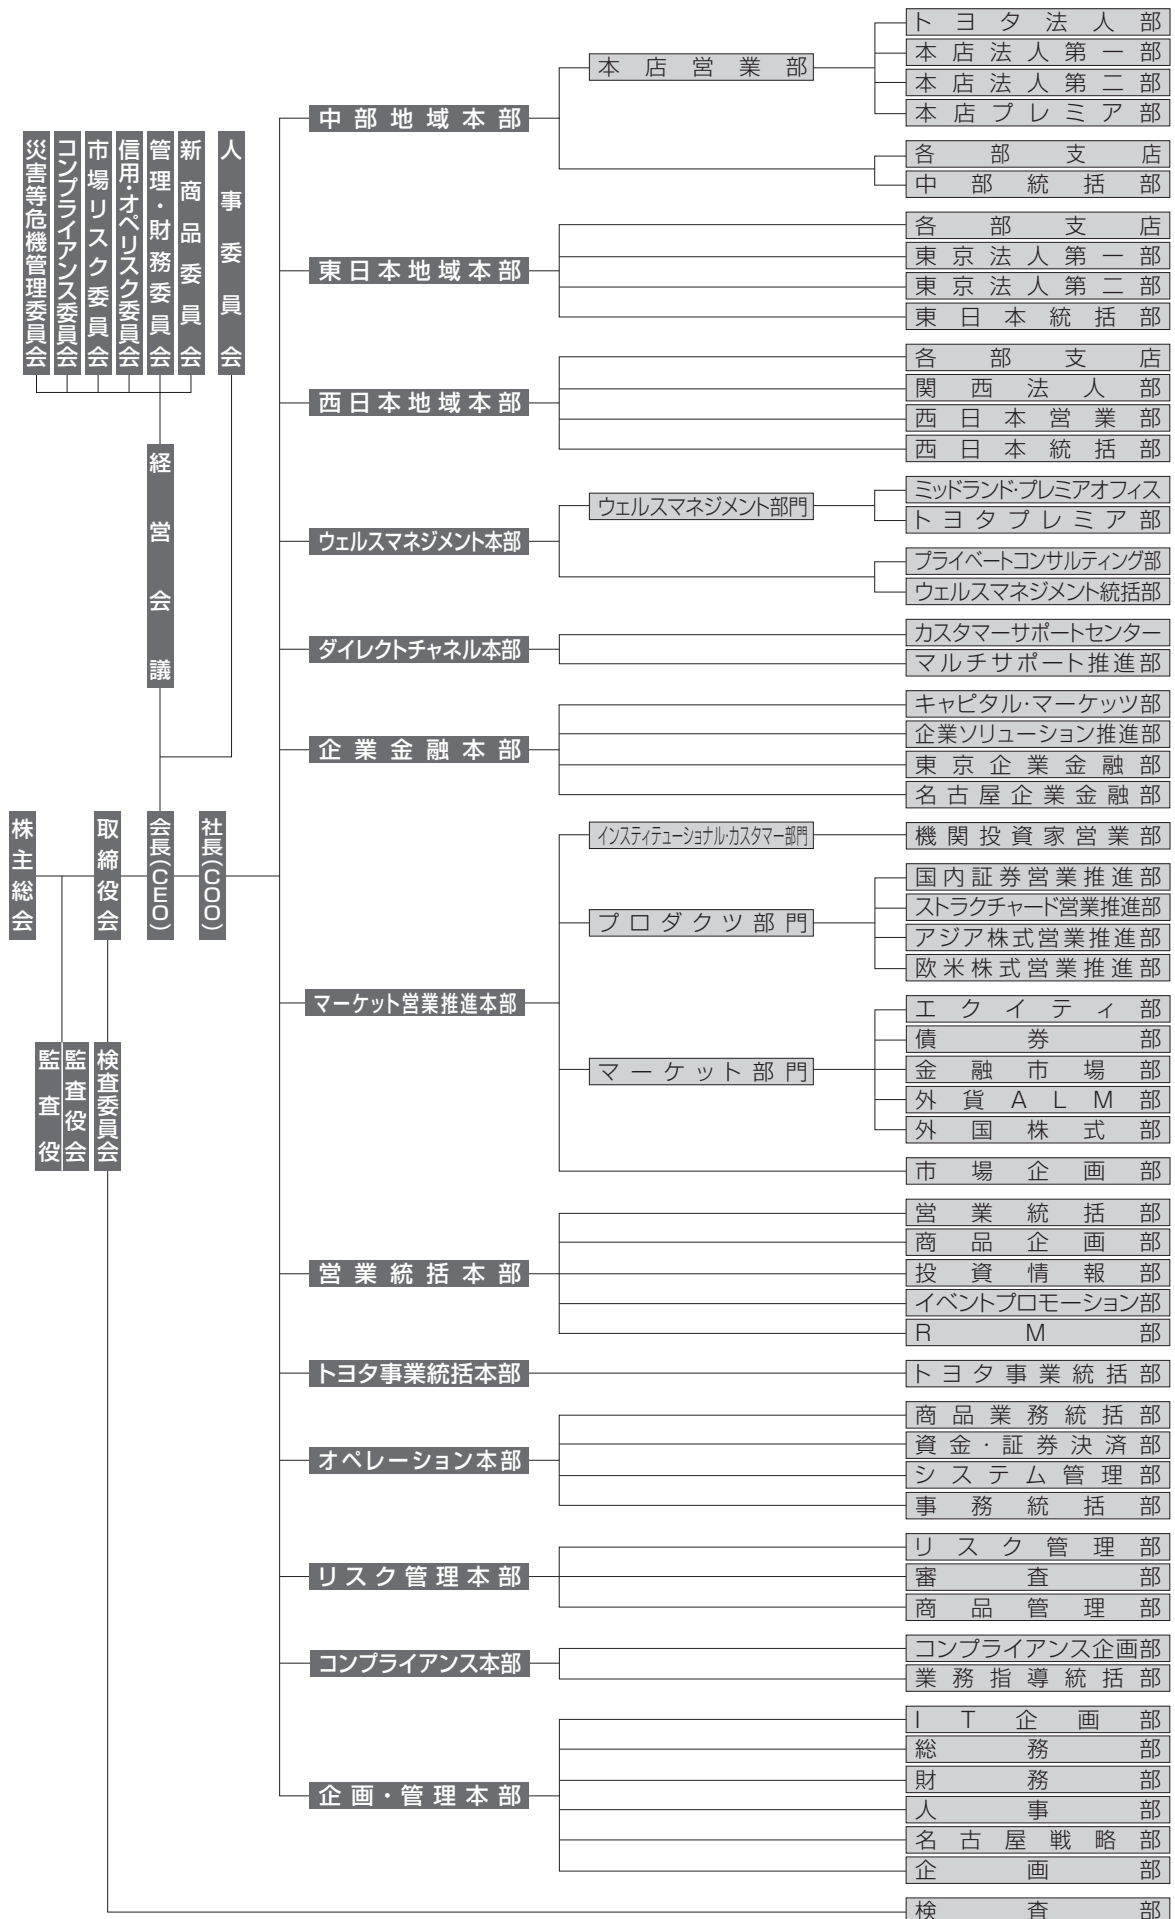 災害等危機管理委員会
コンプライアンス委員会
市場リスク委員会
信用・オペリスク委員会
管理・財務委員会
新商品委員会
人事委員会
経営会議
株主総会
取締役会
会長(CEO)
社長(COO)
監査役
監査役会
検査委員会
中部地域本部
本店営業部
トヨタ法人部
本店法人第一部
本店法人第二部
本店プレミア部
各部支店
中部統括部
東日本地域本部
各部支店
東京法人第一部
東京法人第二部
東日本統括部
西日本地域本部
各部支店
関西法人部
西日本営業部
西日本統括部
ウェルスマネジメント本部
ウェルスマネジメント部門
ミッドランド・プレミアオフィス
トヨタプレミア部
プライベートコンサルティング部
ウェルスマネジメント統括部
ダイレクトチャネル本部
カスタマーサポートセンター
マルチサポート推進部
企業金融本部
キャピタル・マーケッツ部
企業ソリューション推進部
東京企業金融部
名古屋企業金融部
マーケット営業推進本部
インスティテューショナル・カスタマー部門
機関投資家営業部
プロダクツ部門
国内証券営業推進部
ストラクチャード営業推進部
アジア株式営業推進部
欧米株式営業推進部
マーケット部門
エクイティ部
債券部
金融市場部
外貨ALM部
外国株式部
市場企画部
営業統括本部
営業統括部
商品企画部
投資情報部
イベントプロモーション部
RM部
トヨタ事業統括本部
トヨタ事業統括部
オペレーション本部
商品業務統括部
資金・証券決済部
システム管理部
事務統括部
リスク管理本部
リスク管理部
審査部
商品管理部
コンプライアンス本部
コンプライアンス企画部
業務指導統括部
企画・管理本部
IT企画部
総務部
財務部
人事部
名古屋戦略部
企画部
検査部